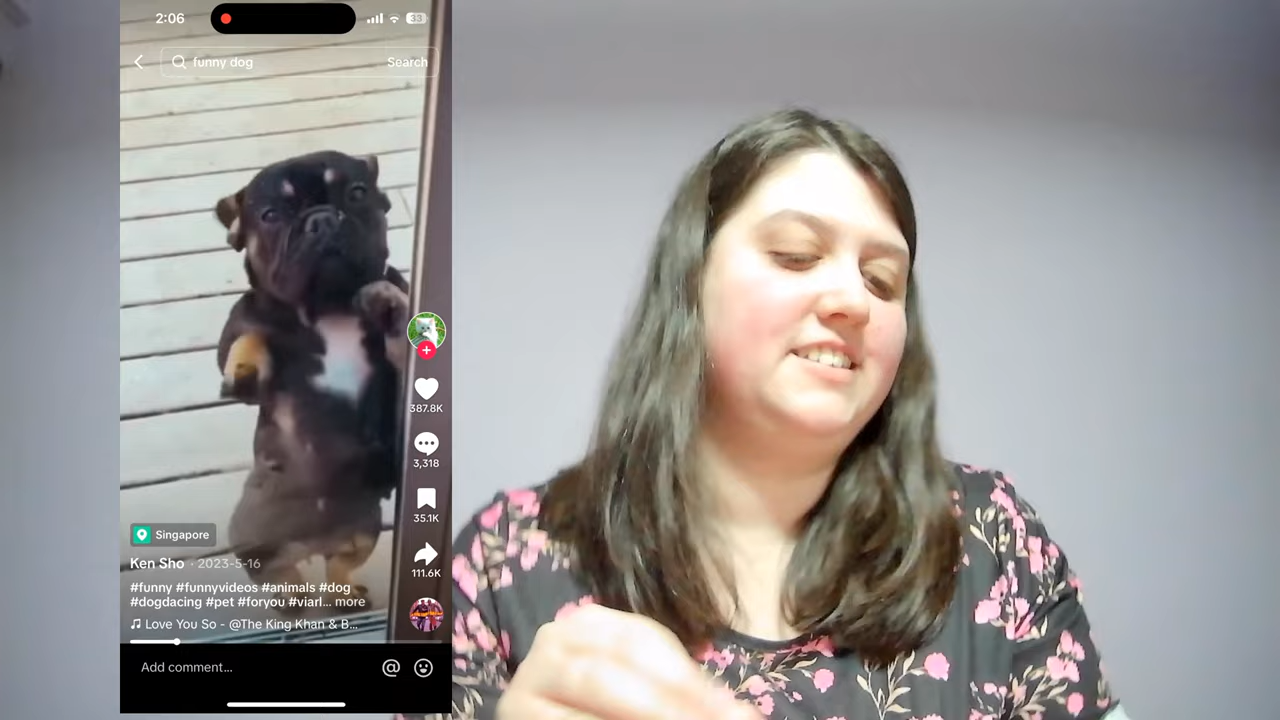 2:06
33
funny dog
Search
387.8K
3,318
35.1K
111.6K
Singapore
Ken Sho · 2023-5-16
#funny #funnyvideos #animals #dog
#dogdacing #pet #foryou #viarl... more
Love You So - @The King Khan & B...
Add comment...